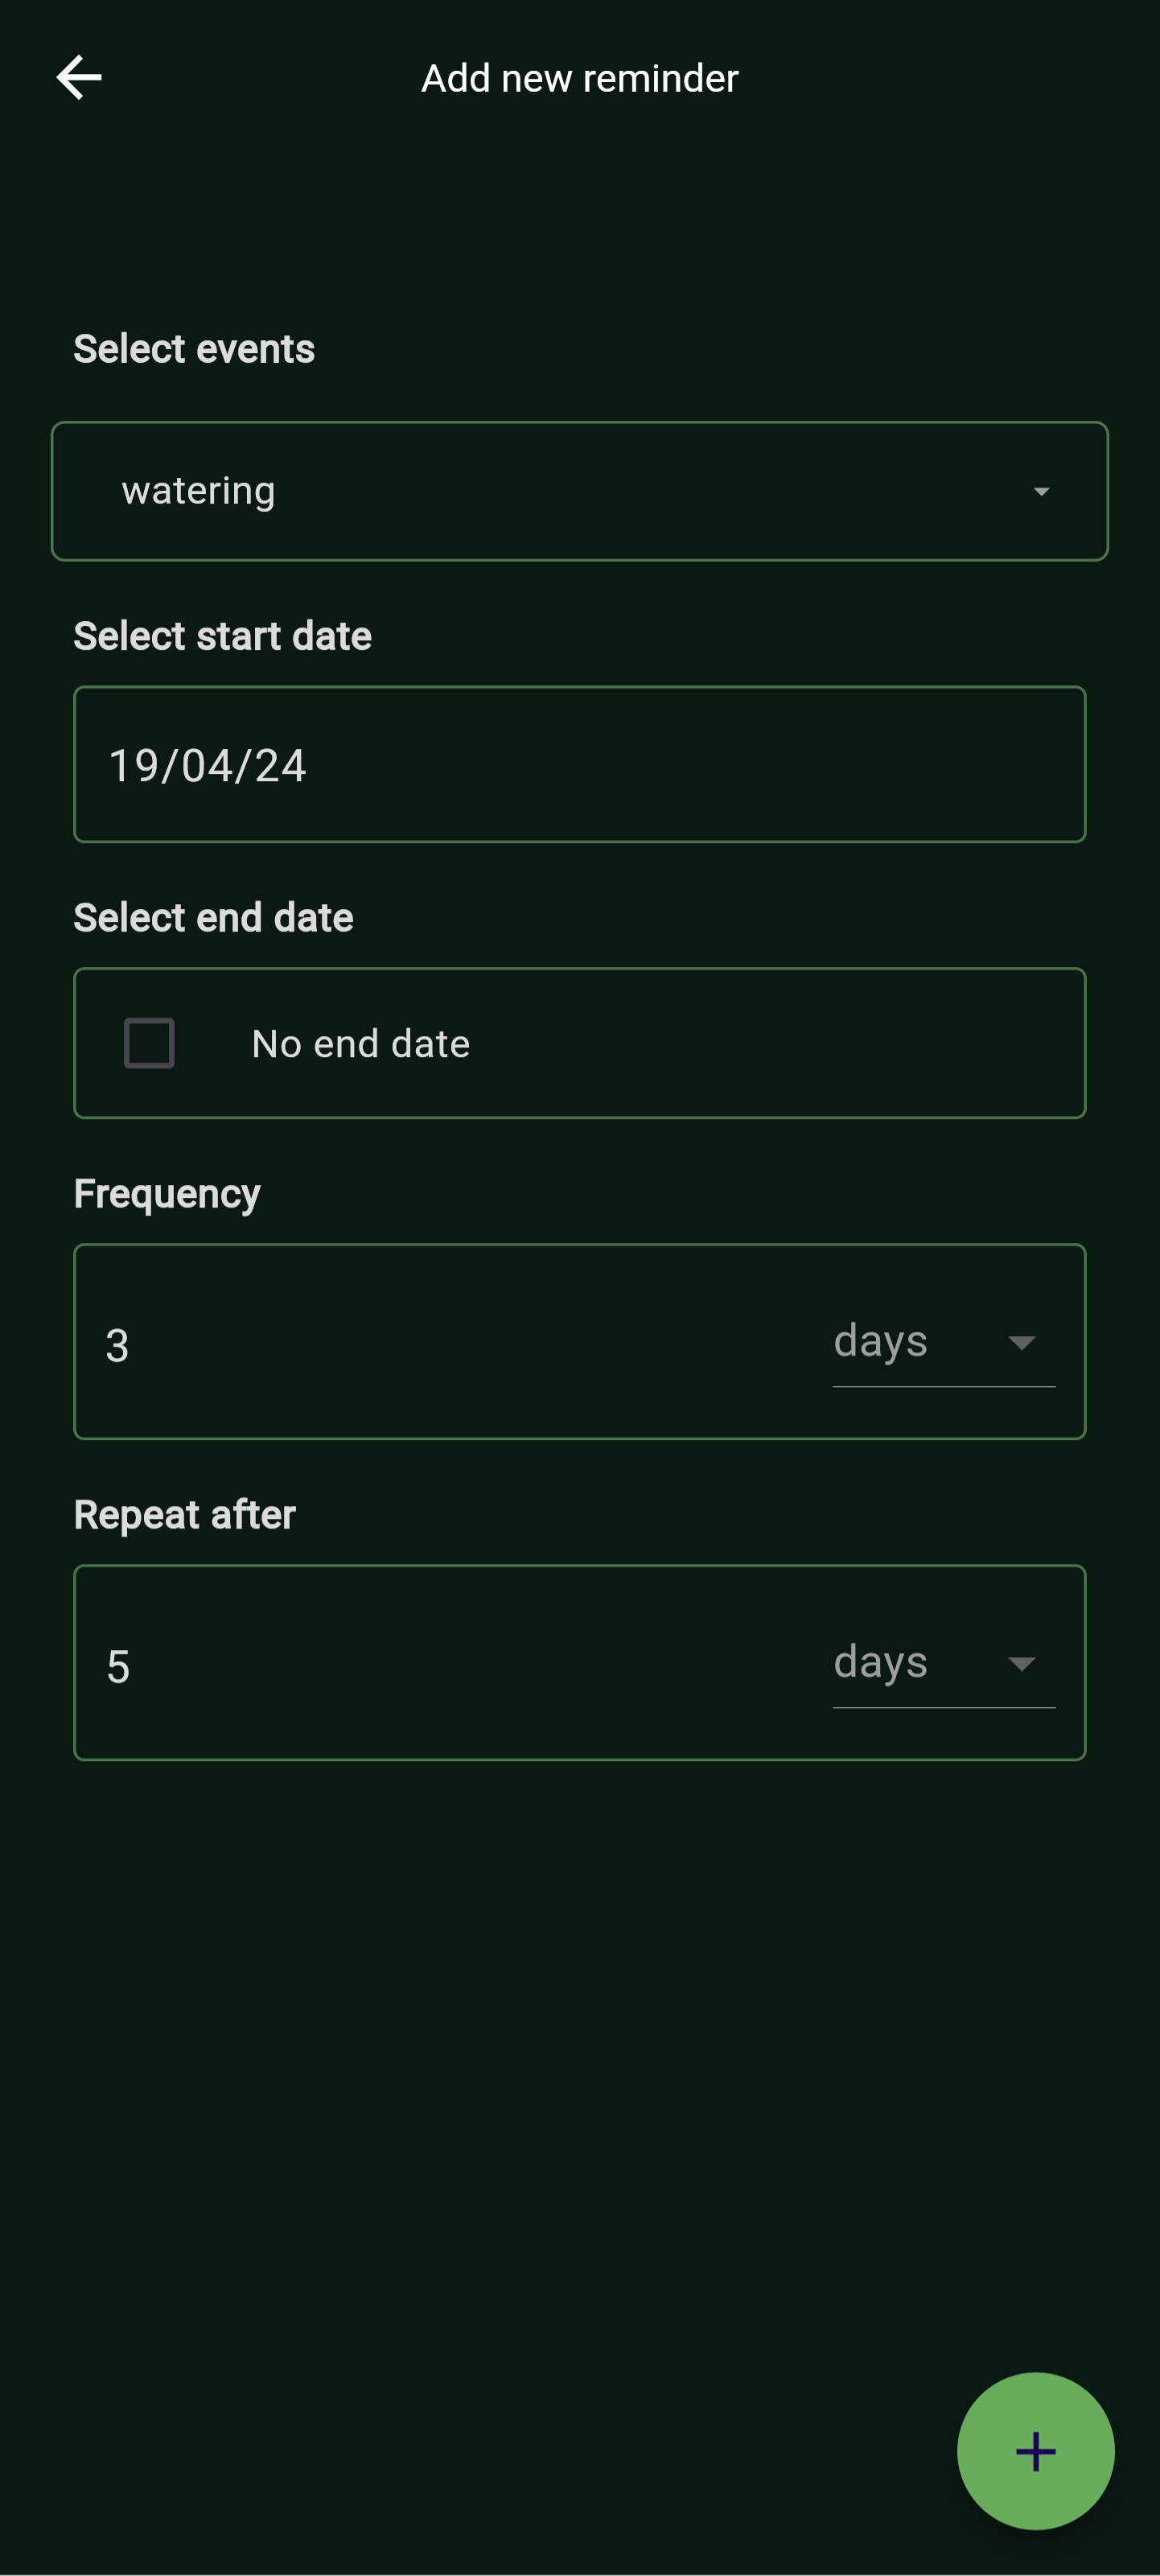 Add new reminder
Select events
watering
Select start date
19/04/24
Select end date
No end date
Frequency
3 days
Repeat after
5 days